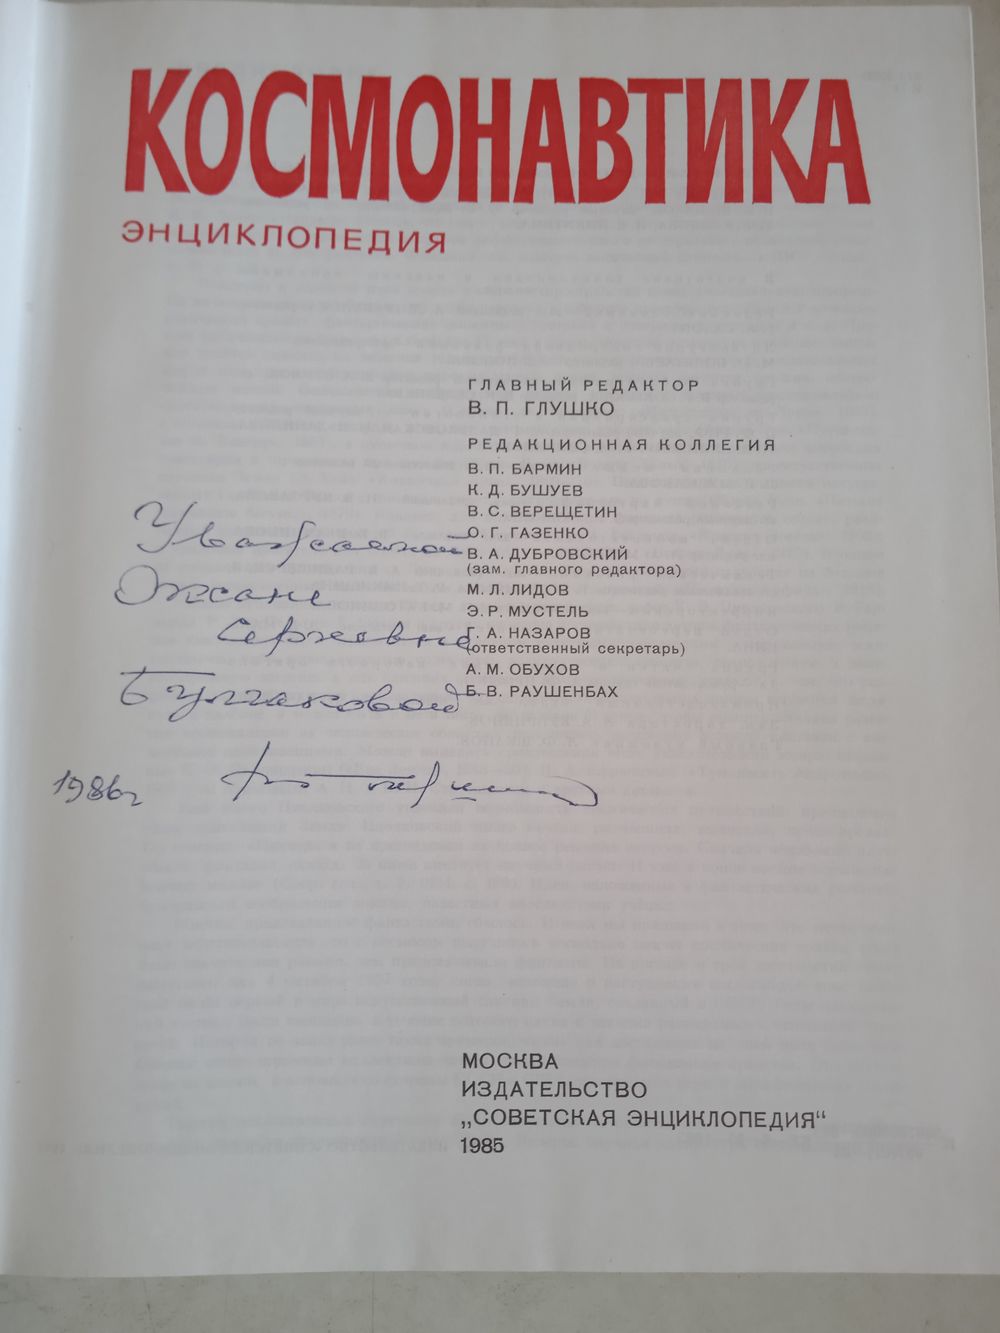 КОСМОНАВТИКА
ЭНЦИКЛОПЕДИЯ
ГЛАВНЫЙ РЕДАКТОР
В. П. ГЛУШКО
РЕДАКЦИОННАЯ КОЛЛЕГИЯ
В. П. БАРМИН
К. Д. БУШУЕВ
В. С. ВЕРЕЩЕТИН
О. Г. ГАЗЕНКО
В. А. ДУБРОВСКИЙ
(зам. главного редактора)
М. Л. ЛИДОВ
Э. Р. МУСТЕЛЬ
Г. А. НАЗАРОВ
(ответственный секретарь)
А. М. ОБУХОВ
Б. В. РАУШЕНБАХ
Уважаемой
Оксане
Сергеевне
Булгаковой
1986г
МОСКВА
ИЗДАТЕЛЬСТВО
„СОВЕТСКАЯ ЭНЦИКЛОПЕДИЯ“
1985